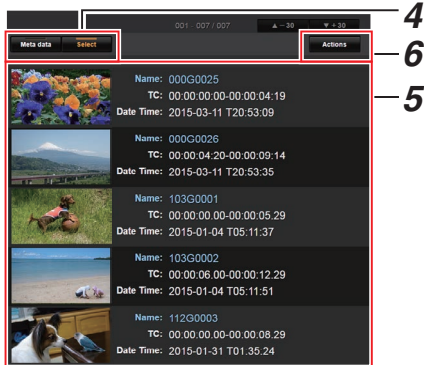 4
001 - 007 / 007 ▲ - 30 ▼ + 30
Meta data Select Actions
6
5
Name: 000G0025
TC: 00:00:00:00-00:00:04:19
Date Time: 2015-03-11 T20:53:09
Name: 000G0026
TC: 00:00:04:20-00:00:09:14
Date Time: 2015-03-11 T20:53:35
Name: 103G0001
TC: 00:00:00.00-00:00:05.29
Date Time: 2015-01-04 T05:11:37
Name: 103G0002
TC: 00:00:06.00-00:00:12.29
Date Time: 2015-01-04 T05:11:51
Name: 112G0003
TC: 00:00:00.00-00:00:08.29
Date Time: 2015-01-31 T01.35:24